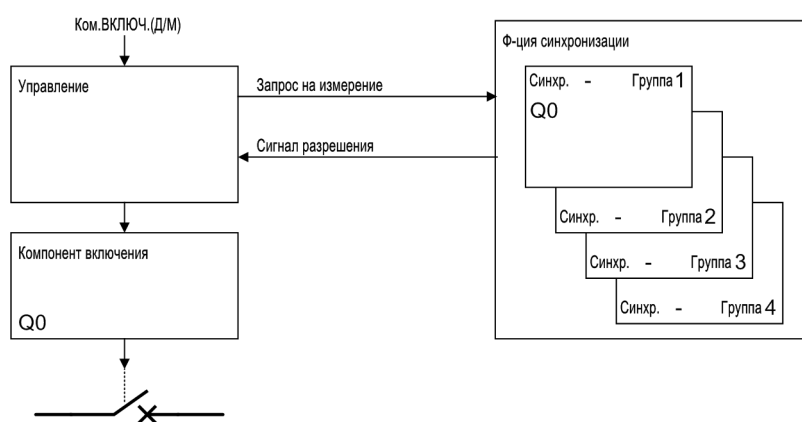 Ком.ВКЛЮЧ.(Д/М)
Управление
Запрос на измерение
Сигнал разрешения
Компонент включения
Q0
Ф-ция синхронизации
Синхр. - Группа 1
Q0
Синхр. - Группа 2
Синхр. - Группа 3
Синхр. - Группа 4